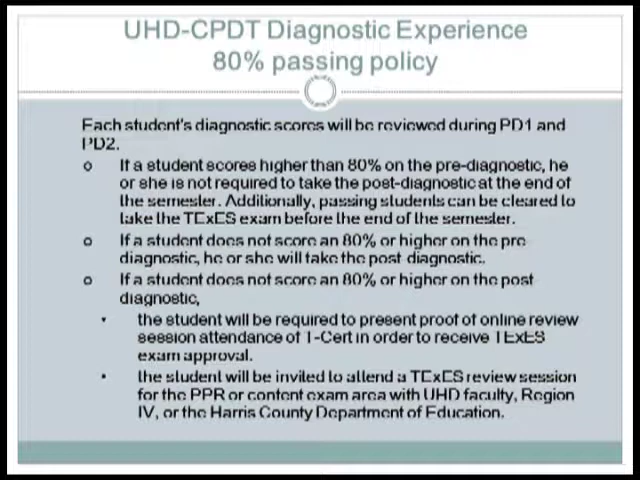 UHD-CPDT Diagnostic Experience
80% passing policy
Each student's diagnostic scores will be reviewed during PD1 and
PD2.
o If a student scores higher than 80% on the pre-diagnostic, he
or she is not required to take the post-diagnostic at the end of
the semester. Additionally, passing students can be cleared to
take the TExES exam before the end of the semester.
o If a student does not score an 80% or higher on the pre
diagnostic, he or she will take the post diagnostic.
o If a student does not score an 80% or higher on the post
diagnostic,
• the student will be required to present proof of online review
session attendance of T-Cert in order to receive TExES
exam approval.
• the student will be invited to attend a TExES review session
for the PPR or content exam area with UHD faculty, Region
IV, or the Harris County Department of Education.